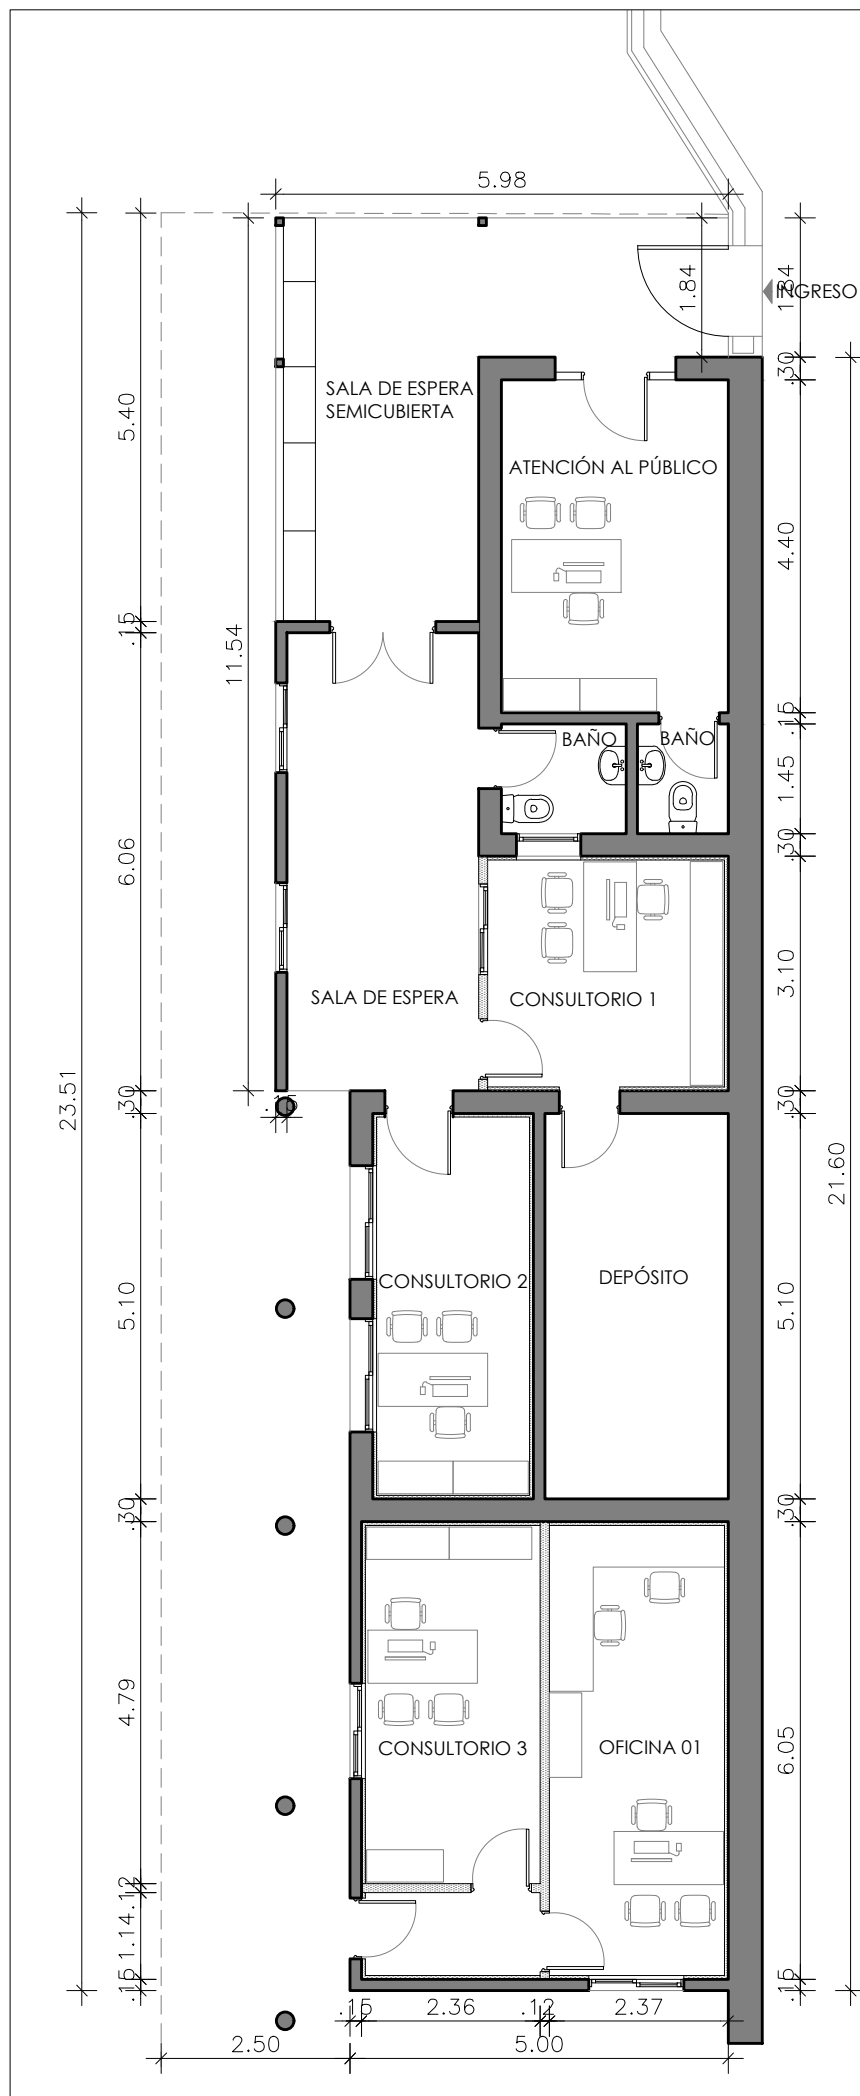 5.98
1.84
1.84
INGRESO
.30
SALA DE ESPERA
SEMICUBIERTA
5.40
ATENCIÓN AL PÚBLICO
4.40
.15
11.54
.15
BAÑO
BAÑO
1.45
.30
6.06
3.10
SALA DE ESPERA
CONSULTORIO 1
23.51
.30
.15
.30
21.60
CONSULTORIO 2
DEPÓSITO
5.10
5.10
.30
.30
4.79
CONSULTORIO 3
OFICINA 01
6.05
.12
1.14
.15
.15
.15
2.36
.12
2.37
2.50
5.00